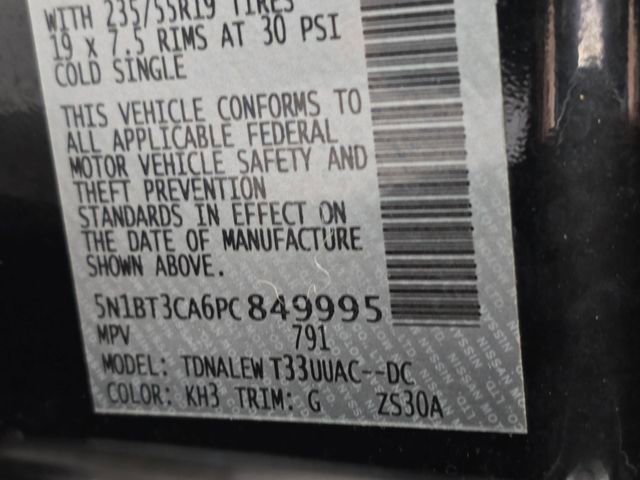 WITH 235/55R19 TIRES
19 x 7.5 RIMS AT 30 PSI
COLD SINGLE
THIS VEHICLE CONFORMS TO
ALL APPLICABLE FEDERAL
MOTOR VEHICLE SAFETY AND
THEFT PREVENTION
STANDARDS IN EFFECT ON
THE DATE OF MANUFACTURE
SHOWN ABOVE.
5N1BT3CA6PC849995
MPV 791
MODEL: TDNALEW T33UUAC--DC
COLOR: KH3 TRIM: G ZS30A